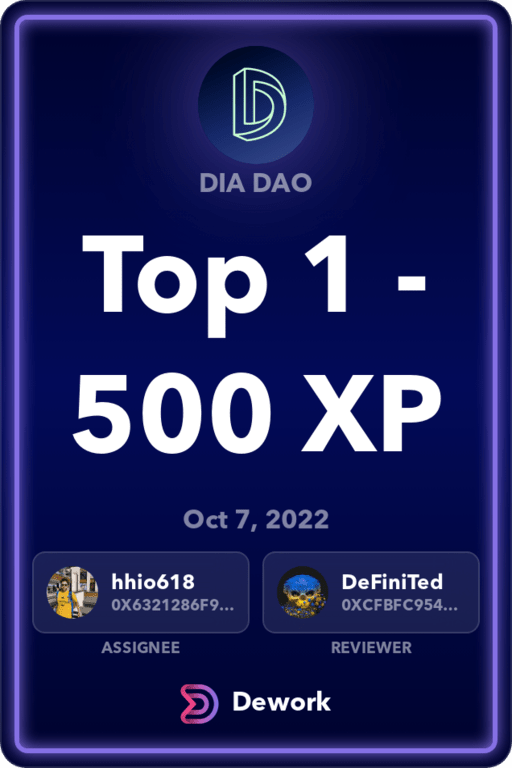 DIA DAO
Top 1 -
500 XP
Oct 7, 2022
hhio618
0X6321286F9...
DeFiniTed
0XCFBFC954...
ASSIGNEE
REVIEWER
Dework